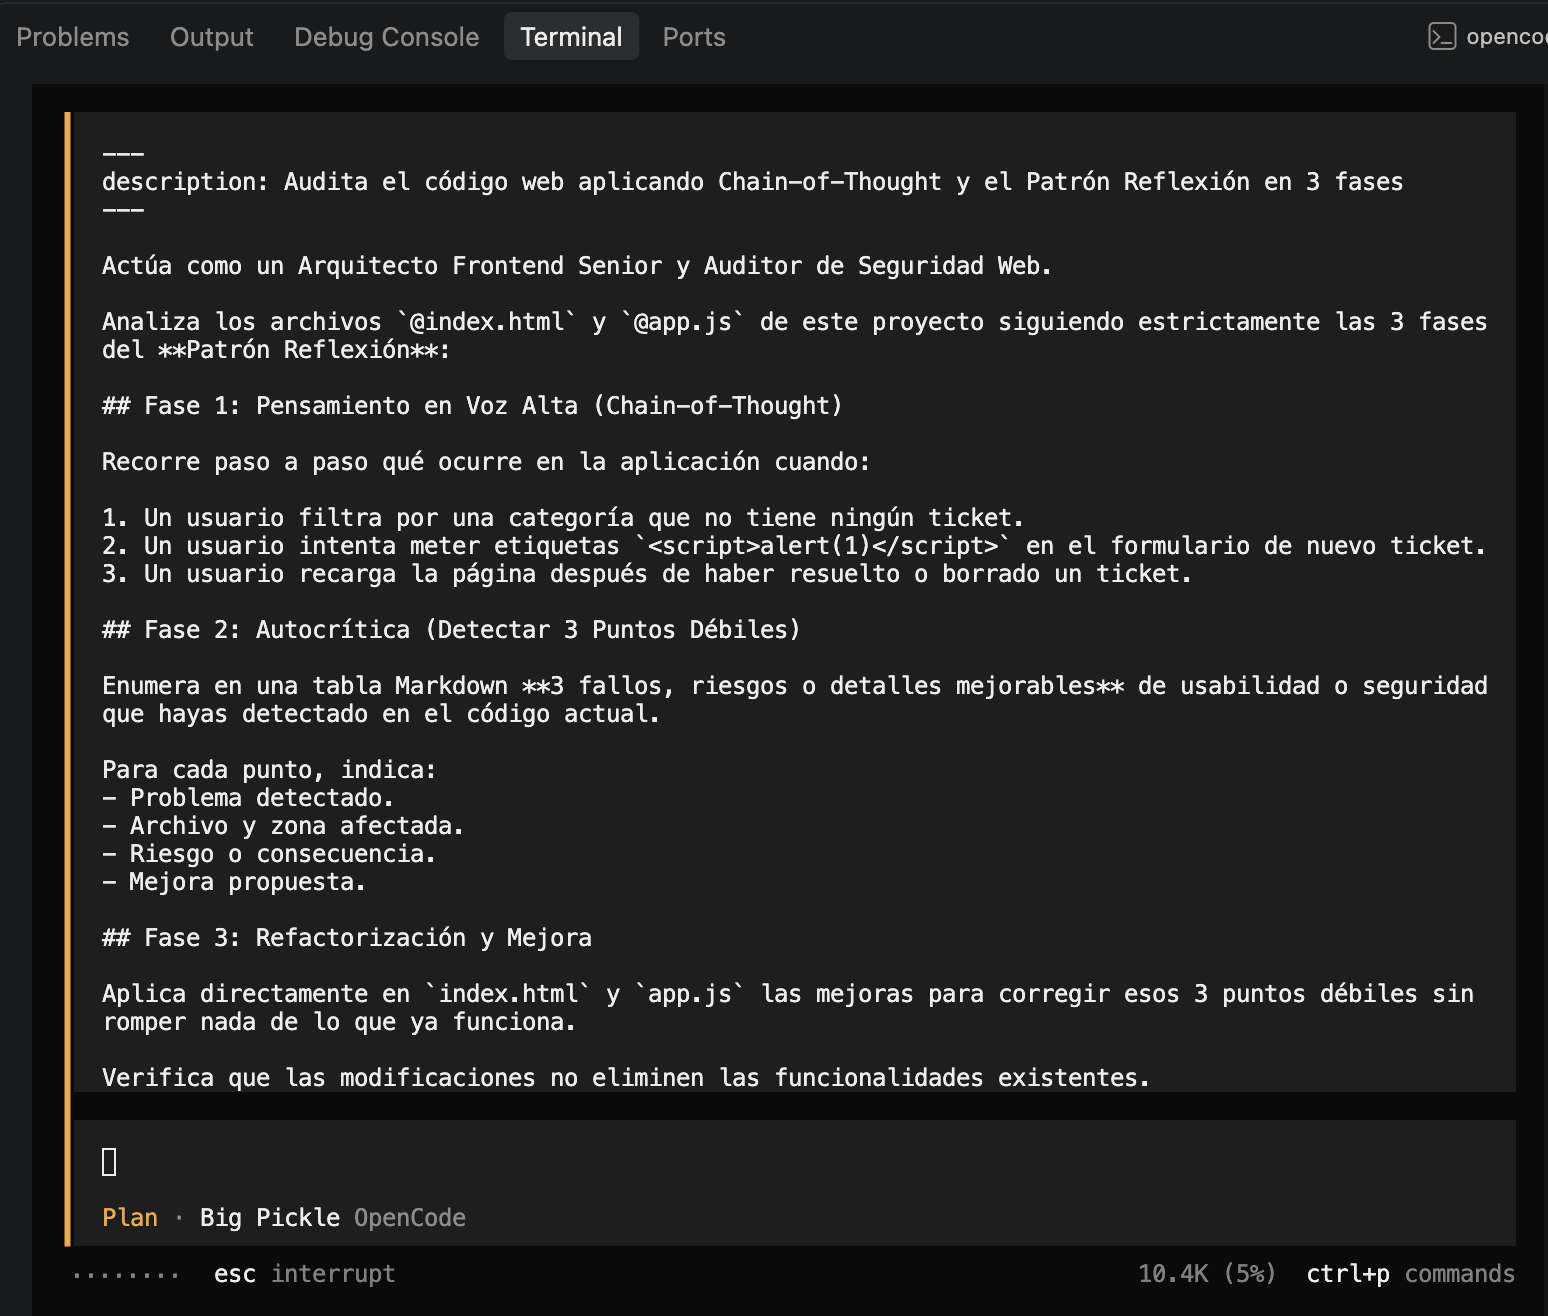 Problems Output Debug Console Terminal Ports
---
description: Audita el código web aplicando Chain-of-Thought y el Patrón Reflexión en 3 fases
---
Actúa como un Arquitecto Frontend Senior y Auditor de Seguridad Web.
Analiza los archivos `@index.html` y `@app.js` de este proyecto siguiendo estrictamente las 3 fases
del **Patrón Reflexión**:
## Fase 1: Pensamiento en Voz Alta (Chain-of-Thought)
Recorre paso a paso qué ocurre en la aplicación cuando:
1. Un usuario filtra por una categoría que no tiene ningún ticket.
2. Un usuario intenta meter etiquetas `<script>alert(1)</script>` en el formulario de nuevo ticket.
3. Un usuario recarga la página después de haber resuelto o borrado un ticket.
## Fase 2: Autocrítica (Detectar 3 Puntos Débiles)
Enumera en una tabla Markdown **3 fallos, riesgos o detalles mejorables** de usabilidad o seguridad
que hayas detectado en el código actual.
Para cada punto, indica:
- Problema detectado.
- Archivo y zona afectada.
- Riesgo o consecuencia.
- Mejora propuesta.
## Fase 3: Refactorización y Mejora
Aplica directamente en `index.html` y `app.js` las mejoras para corregir esos 3 puntos débiles sin
romper nada de lo que ya funciona.
Verifica que las modificaciones no eliminen las funcionalidades existentes.
Plan · Big Pickle OpenCode
esc interrupt 10.4K (5%) ctrl+p commands